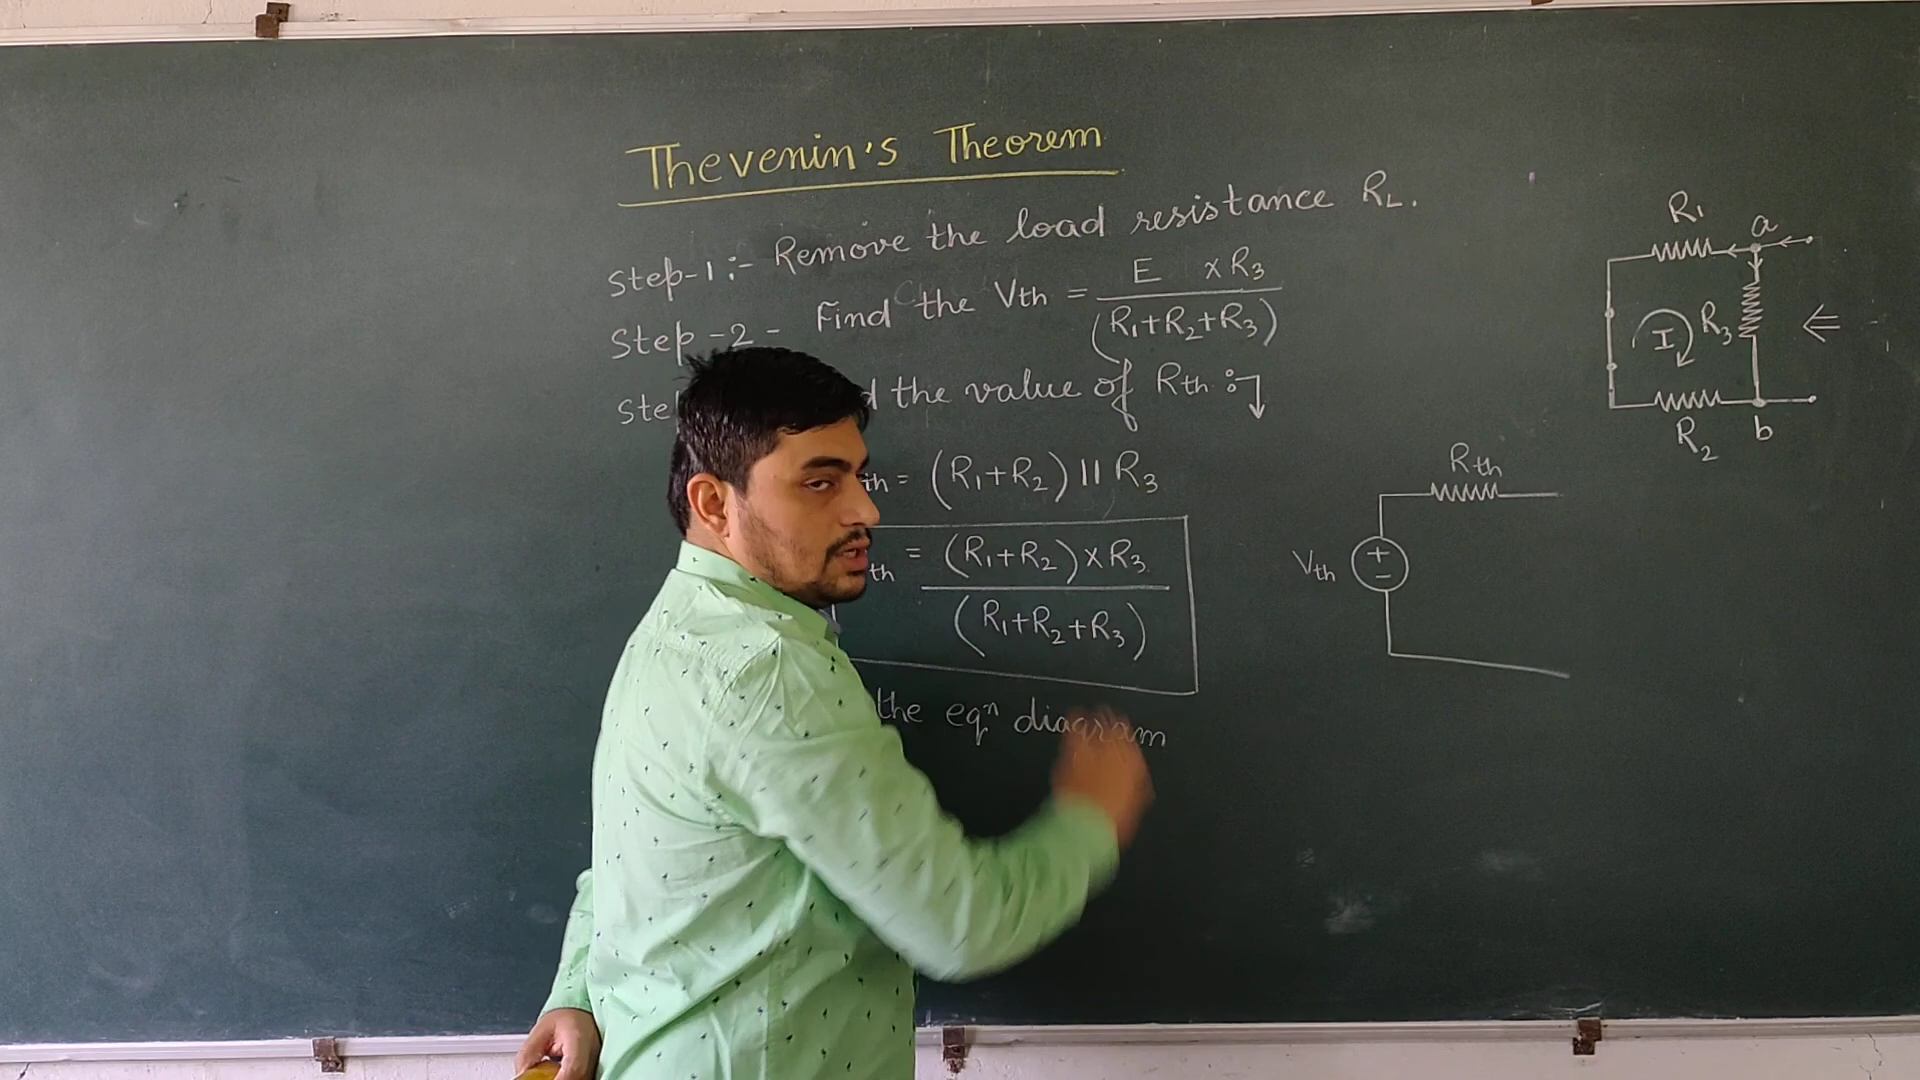 Thevenin's Theorem
Step-1:- Remove the load resistance RL.
Step-2 - Find the Vth = E × R3
(R1+R2+R3)
the value of Rth :
th = (R1+R2) || R3
th = (R1+R2) × R3
(R1+R2+R3)
the eqn diagram
R1
a
I
R3
R2
b
Rth
Vth
+
-